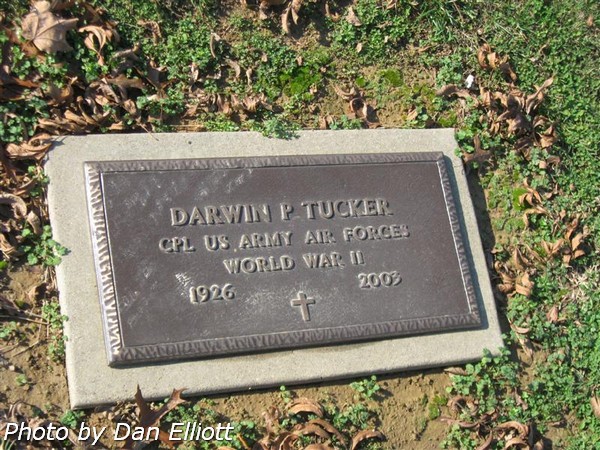 DARWIN P TUCKER
CPL US ARMY AIR FORCES
WORLD WAR II
1926 2003
Photo by Dan Elliott